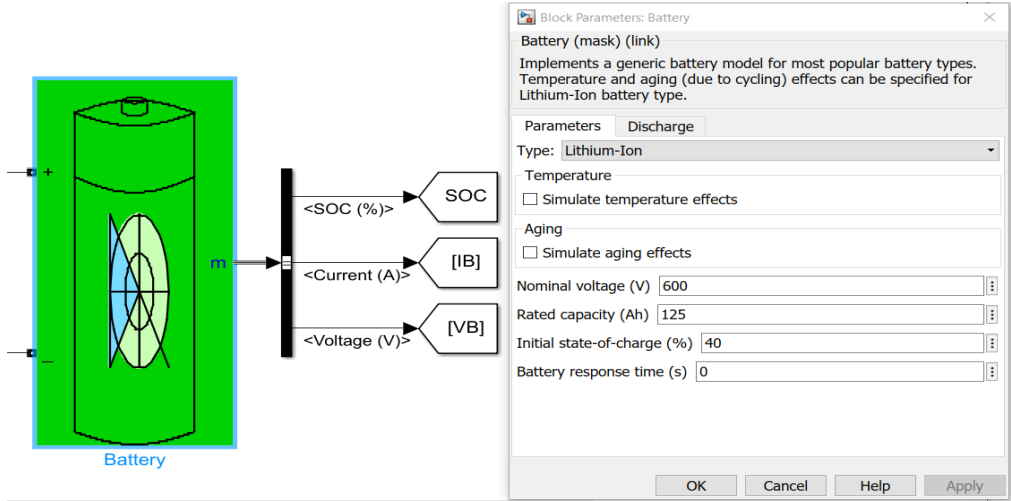 +
m
_
Battery
<SOC (%)>
SOC
<Current (A)>
[IB]
<Voltage (V)>
[VB]
Block Parameters: Battery
Battery (mask) (link)
Implements a generic battery model for most popular battery types.
Temperature and aging (due to cycling) effects can be specified for
Lithium-Ion battery type.
Parameters Discharge
Type: Lithium-Ion
Temperature
Simulate temperature effects
Aging
Simulate aging effects
Nominal voltage (V) 600
Rated capacity (Ah) 125
Initial state-of-charge (%) 40
Battery response time (s) 0
OK Cancel Help Apply